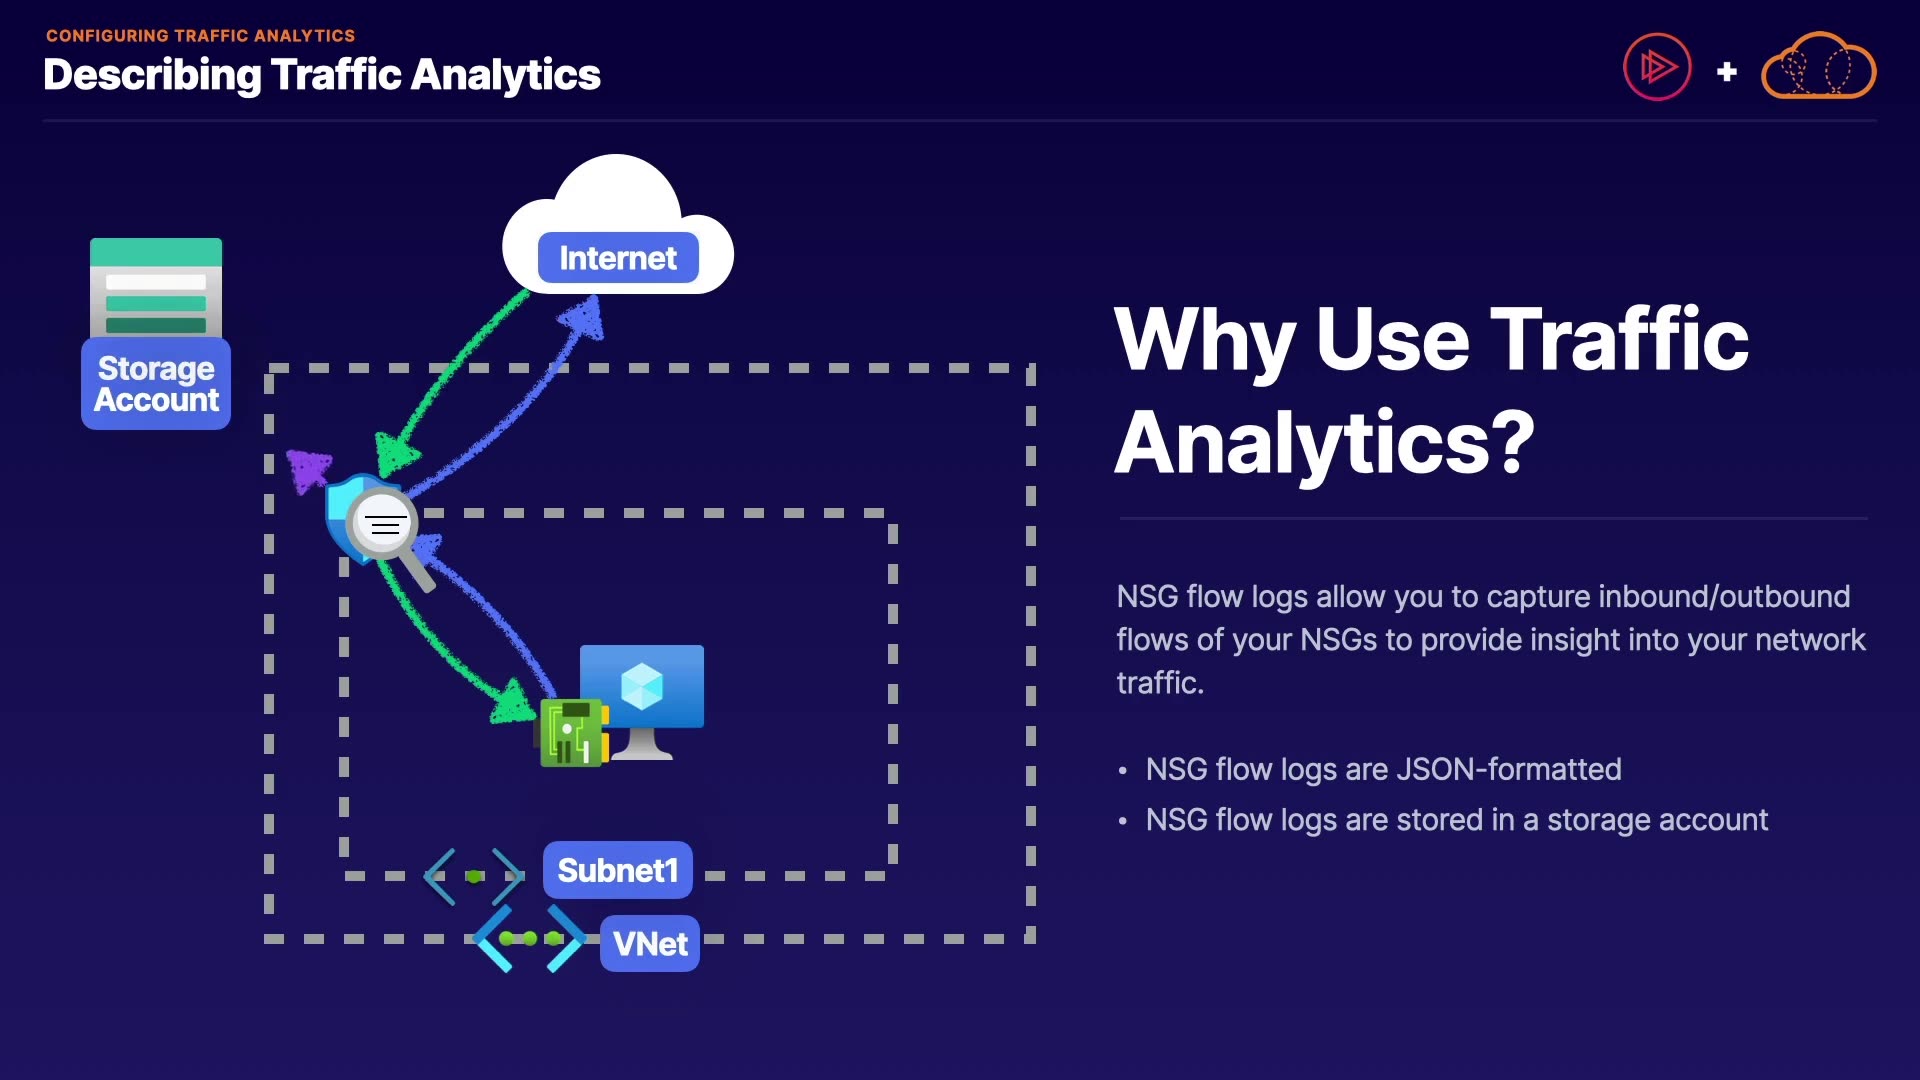 CONFIGURING TRAFFIC ANALYTICS
Describing Traffic Analytics
Internet
Storage
Account
Subnet1
VNet
Why Use Traffic
Analytics?
NSG flow logs allow you to capture inbound/outbound
flows of your NSGs to provide insight into your network
traffic.
• NSG flow logs are JSON-formatted
• NSG flow logs are stored in a storage account